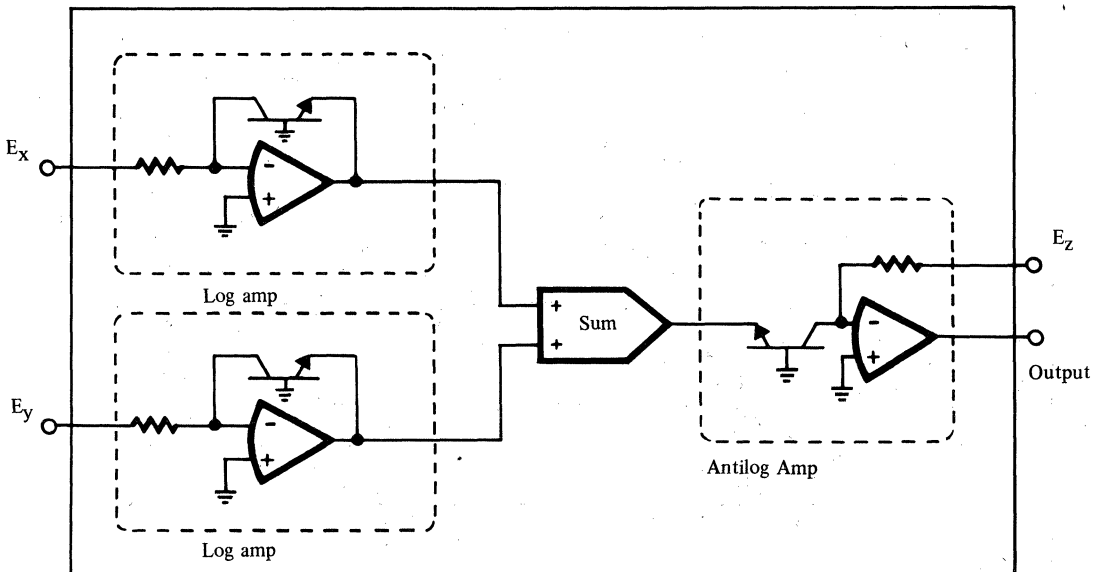 Ex
-
+
Log amp
Ey
-
+
Log amp
+
+
Sum
Ez
-
+
Output
Antilog Amp